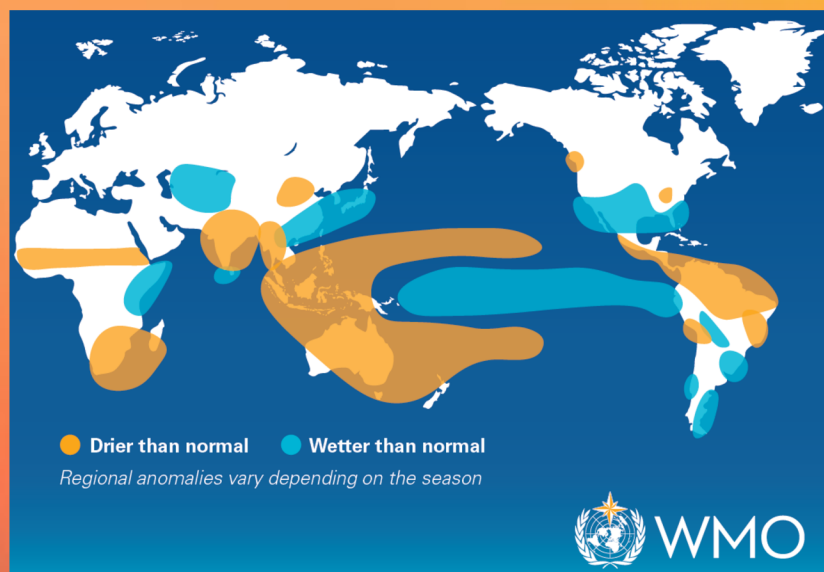 Drier than normal
Wetter than normal
Regional anomalies vary depending on the season
WMO